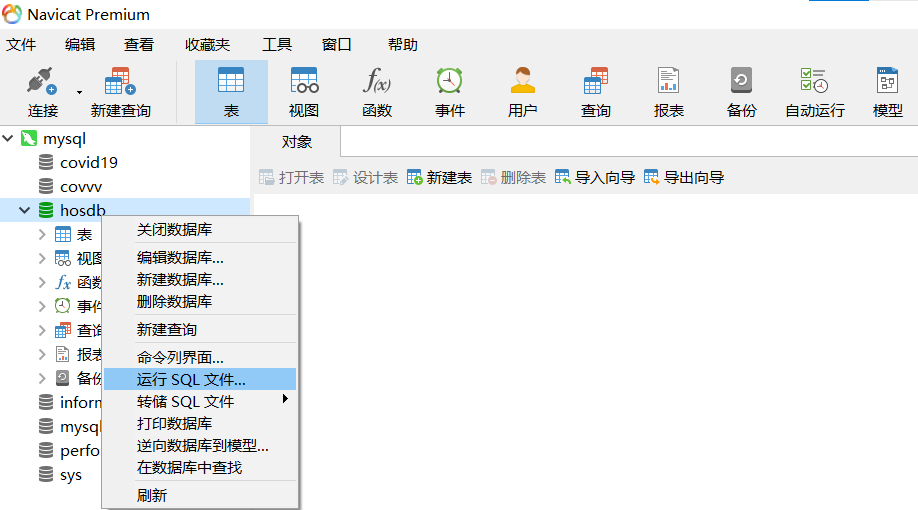 Navicat Premium
文件 编辑 查看 收藏夹 工具 窗口 帮助
连接 新建查询 表 视图 函数 事件 用户 查询 报表 备份 自动运行 模型
mysql
对象
covid19
covvv
打开表 设计表 新建表 删除表 导入向导 导出向导
hosdb
表
视图
函数
事件
查询
报表
备份
inform
mysql
perfo
sys
关闭数据库
编辑数据库...
新建数据库...
删除数据库
新建查询
命令列界面...
运行 SQL 文件...
转储 SQL 文件
打印数据库
逆向数据库到模型...
在数据库中查找
刷新